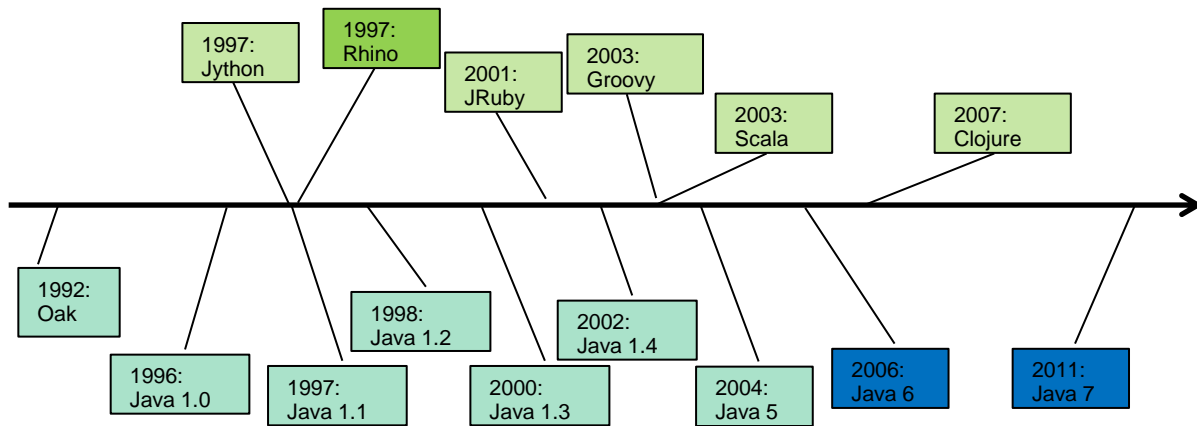 1997:
Jython
1997:
Rhino
2001:
JRuby
2003:
Groovy
2003:
Scala
2007:
Clojure
1992:
Oak
1996:
Java 1.0
1997:
Java 1.1
1998:
Java 1.2
2000:
Java 1.3
2002:
Java 1.4
2004:
Java 5
2006:
Java 6
2011:
Java 7